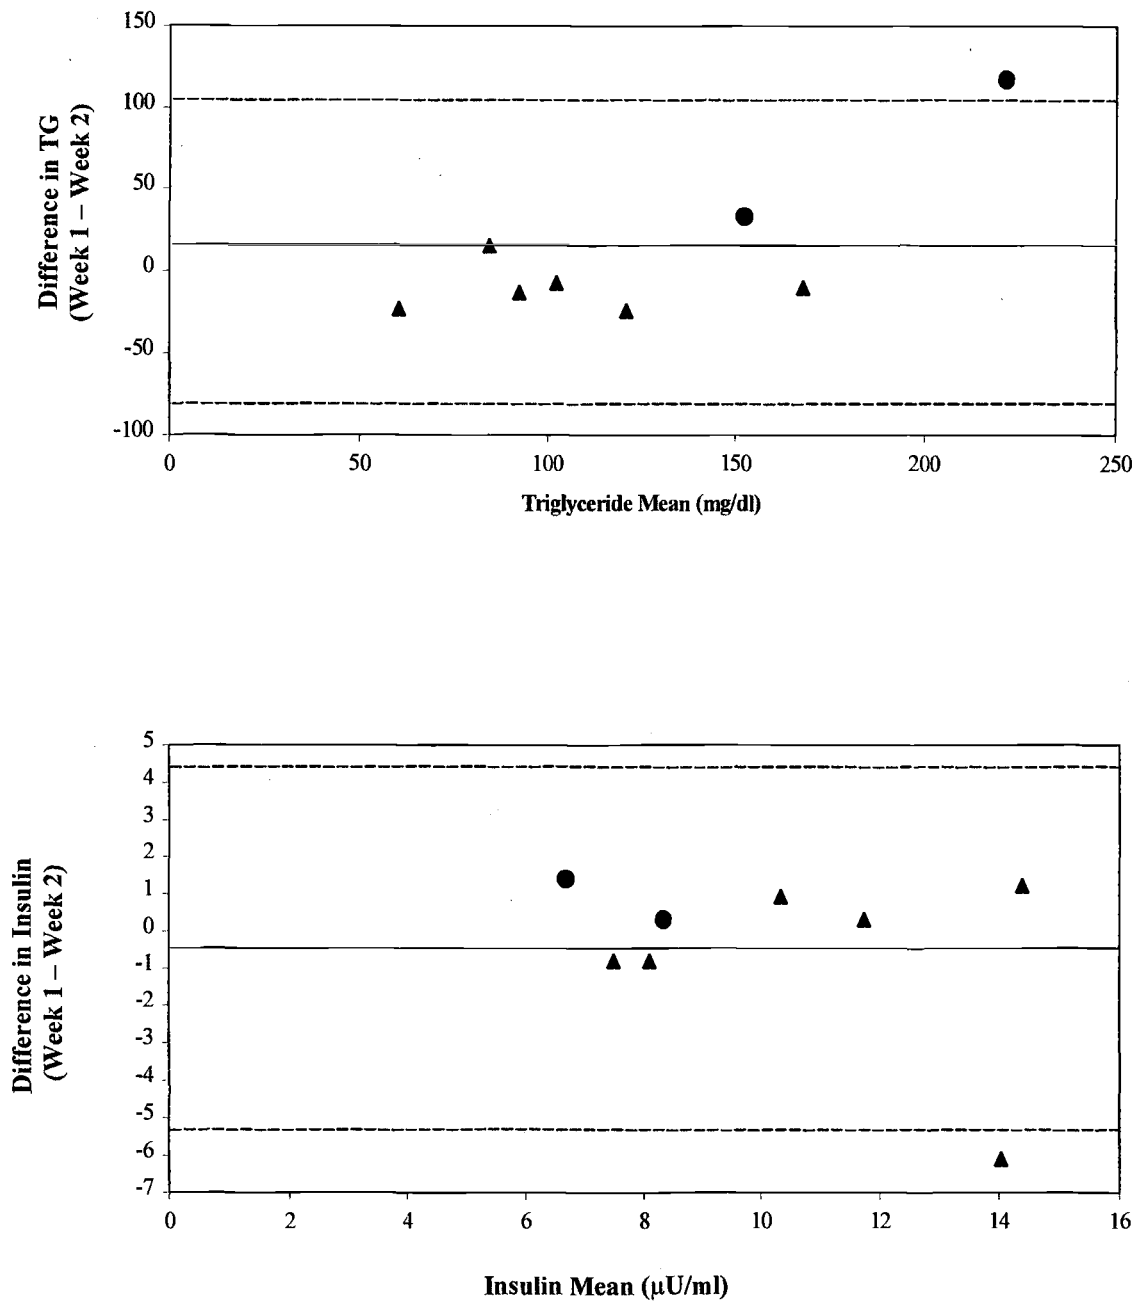 150
100
50
0
-50
-100
Difference in TG
(Week 1 – Week 2)
0 50 100 150 200 250
Triglyceride Mean (mg/dl)
5
4
3
2
1
0
-1
-2
-3
-4
-5
-6
-7
Difference in Insulin
(Week 1 – Week 2)
0 2 4 6 8 10 12 14 16
Insulin Mean (μU/ml)